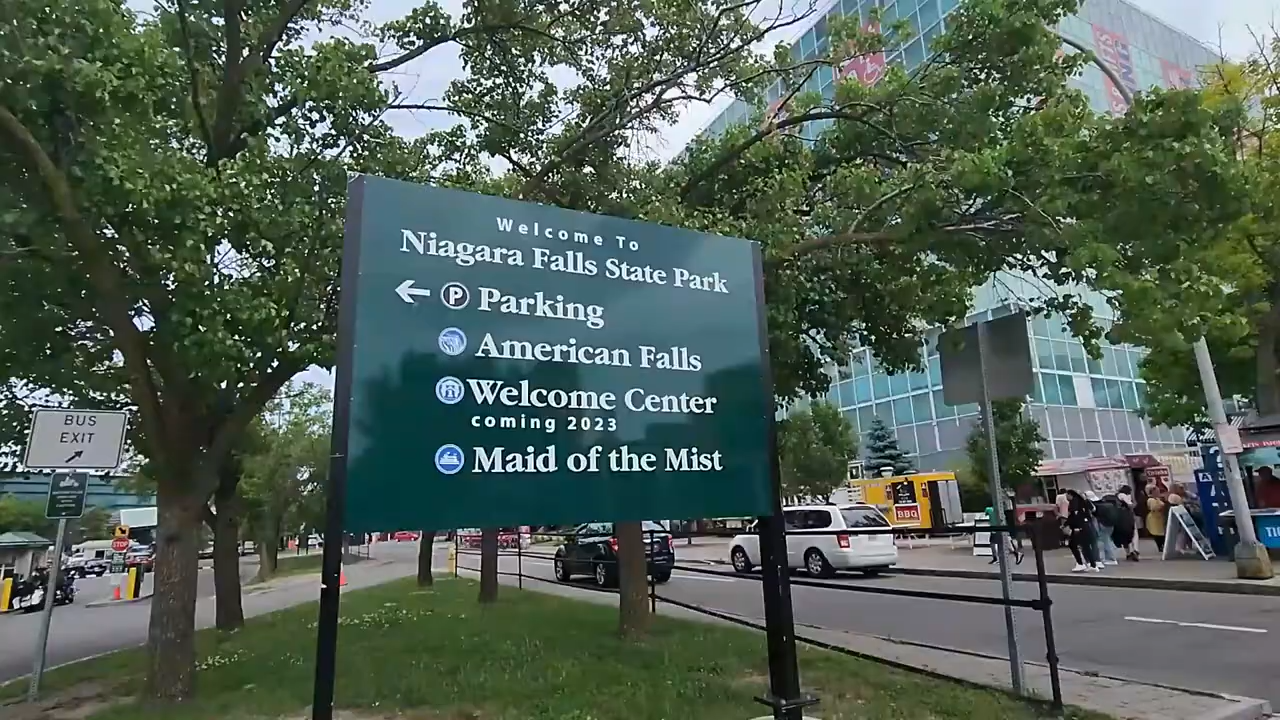 Welcome To
Niagara Falls State Park
← P Parking
American Falls
Welcome Center
coming 2023
Maid of the Mist
BUS
EXIT
STOP
BBQ